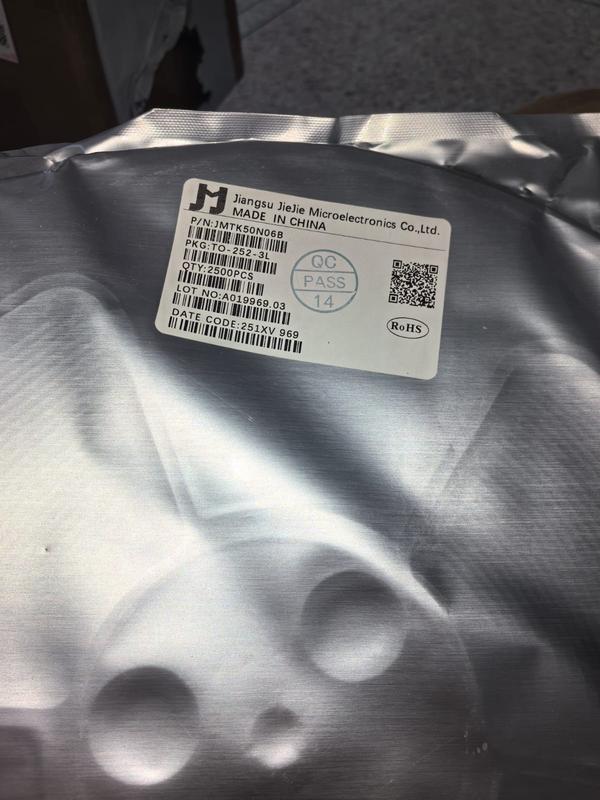 JJM
Jiangsu JieJie Microelectronics Co.,Ltd.
MADE IN CHINA
P/N:JMTK50N06B
PKG:TO-252-3L
QTY:2500PCS
LOT NO:A019969.03
DATE CODE:251XV 969
QC
PASS
14
RoHS